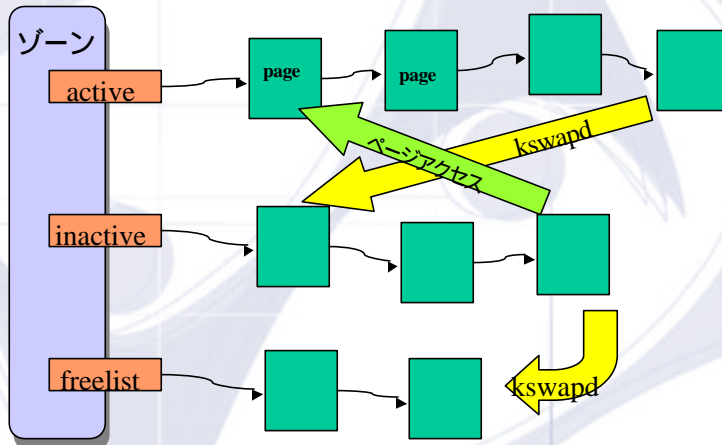 ゾーン
active
page
page
kswapd
ページアクセス
inactive
freelist
kswapd